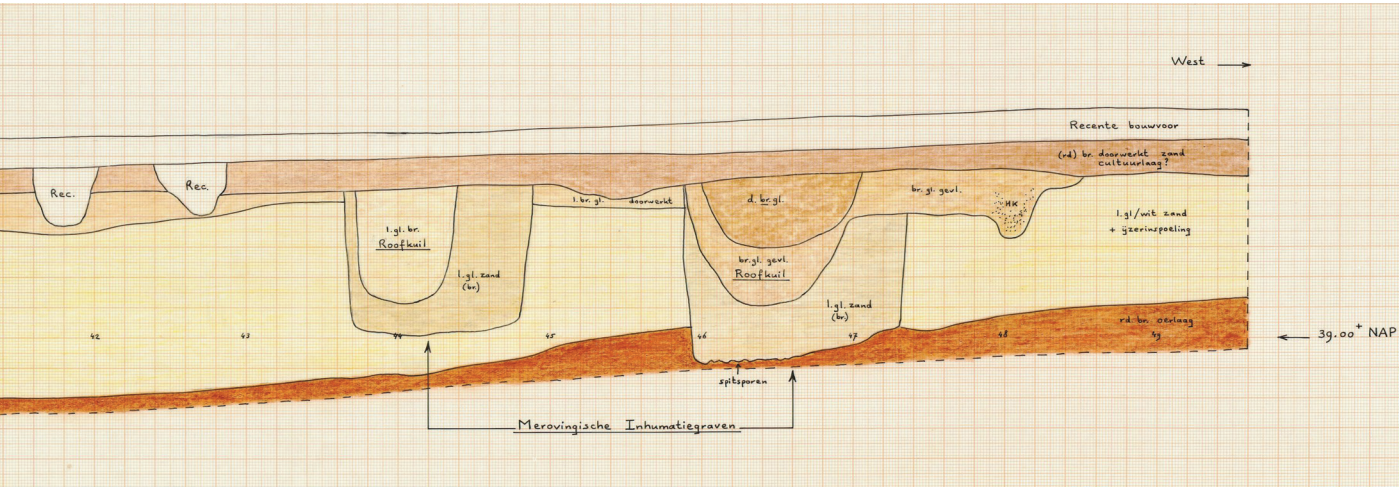 West
Recente bouwvoor
(rd) br. doorwerkt zand
cultuurlaag?
Rec.
Rec.
l. br. gl. doorwerkt
d. br. gl.
br. gl. gevl.
HK
l.gl/wit zand
+ ijzerinspoeling
l. gl. br.
Roofkuil
l. gl. zand
(br.)
br. gl. gevl.
Roofkuil
l. gl. zand
(br.)
rd. br. oerlaag
42
43
44
45
46
47
48
49
39.00⁺ NAP
spitsporen
Merovingische Inhumatiegraven